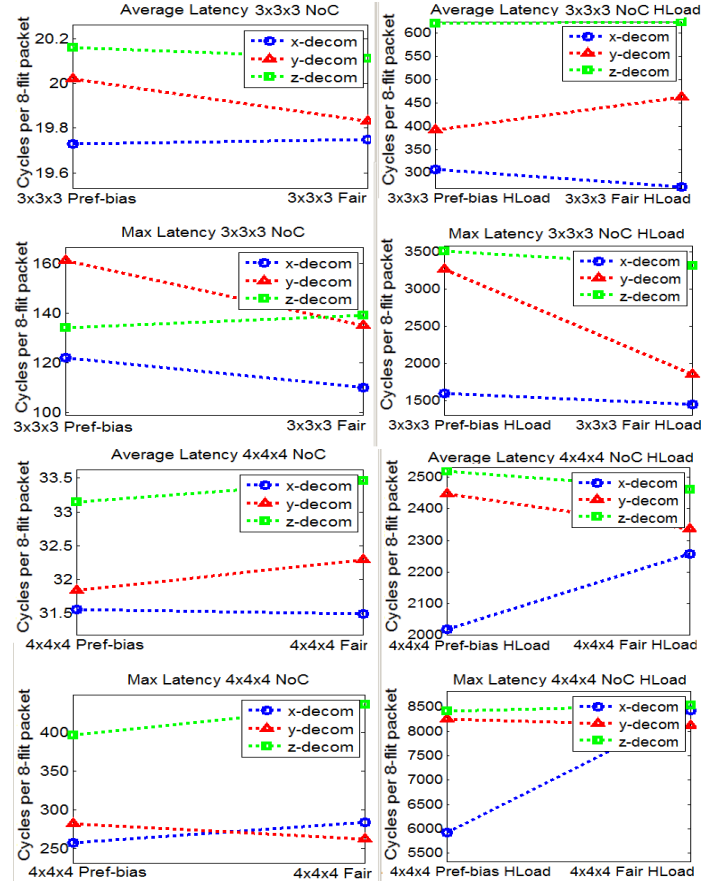 Average Latency 3x3x3 NoC
Cycles per 8-flit packet
20.2
20
19.8
19.6
x-decom
y-decom
z-decom
3x3x3 Pref-bias
3x3x3 Fair
Average Latency 3x3x3 NoC HLoad
Cycles per 8-flit packet
600
550
500
450
400
350
300
x-decom
y-decom
z-decom
3x3x3 Pref-bias HLoad
3x3x3 Fair HLoad
Max Latency 3x3x3 NoC
Cycles per 8-flit packet
160
140
120
100
x-decom
y-decom
z-decom
3x3x3 Pref-bias
3x3x3 Fair
Max Latency 3x3x3 NoC HLoad
Cycles per 8-flit packet
3500
3000
2500
2000
1500
x-decom
y-decom
z-decom
3x3x3 Pref-bias HLoad
3x3x3 Fair HLoad
Average Latency 4x4x4 NoC
Cycles per 8-flit packet
33.5
33
32.5
32
31.5
x-decom
y-decom
z-decom
4x4x4 Pref-bias
4x4x4 Fair
Average Latency 4x4x4 NoC HLoad
Cycles per 8-flit packet
2500
2400
2300
2200
2100
2000
x-decom
y-decom
z-decom
4x4x4 Pref-bias HLoad
4x4x4 Fair HLoad
Max Latency 4x4x4 NoC
Cycles per 8-flit packet
400
350
300
250
x-decom
y-decom
z-decom
4x4x4 Pref-bias
4x4x4 Fair
Max Latency 4x4x4 NoC HLoad
Cycles per 8-flit packet
8500
8000
7500
7000
6500
6000
5500
x-decom
y-decom
z-decom
4x4x4 Pref-bias HLoad
4x4x4 Fair HLoad